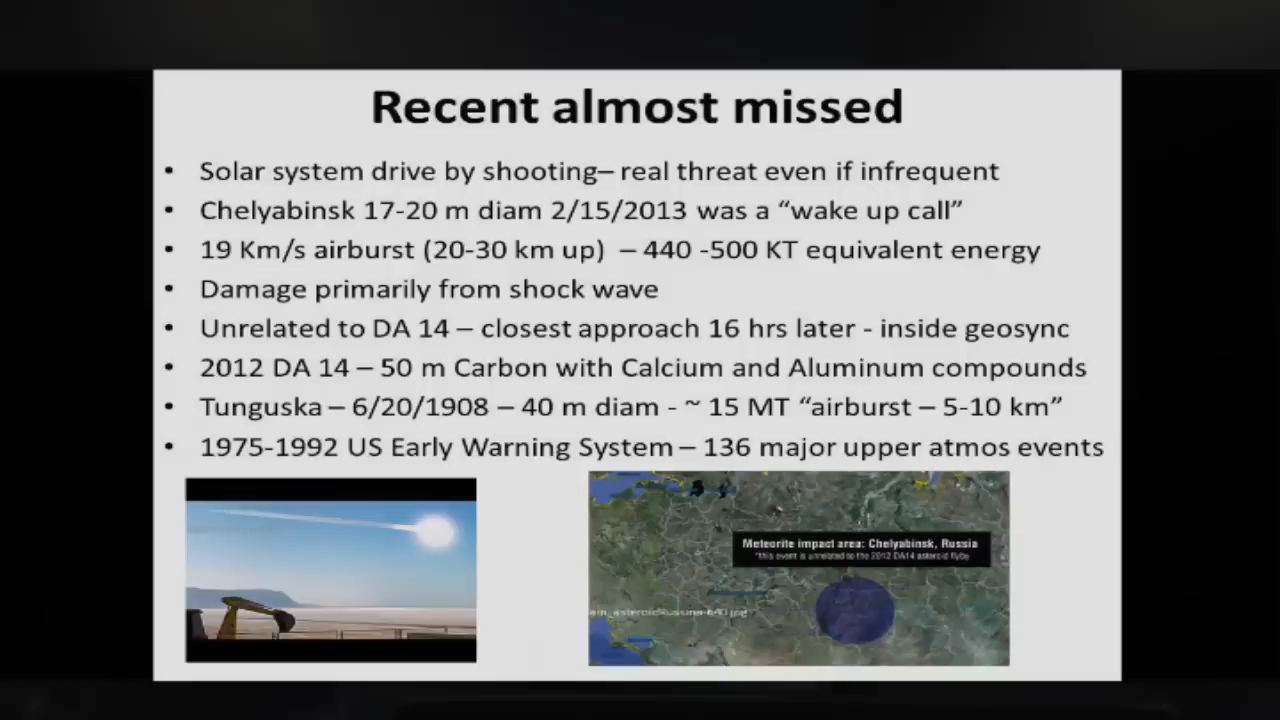 Recent almost missed
• Solar system drive by shooting– real threat even if infrequent
• Chelyabinsk 17-20 m diam 2/15/2013 was a “wake up call”
• 19 Km/s airburst (20-30 km up) – 440 -500 KT equivalent energy
• Damage primarily from shock wave
• Unrelated to DA 14 – closest approach 16 hrs later - inside geosync
• 2012 DA 14 – 50 m Carbon with Calcium and Aluminum compounds
• Tunguska – 6/20/1908 – 40 m diam - ~ 15 MT “airburst – 5-10 km”
• 1975-1992 US Early Warning System – 136 major upper atmos events
Meteorite impact area: Chelyabinsk, Russia
*this event is unrelated to the 2012 DA14 asteroid flyby